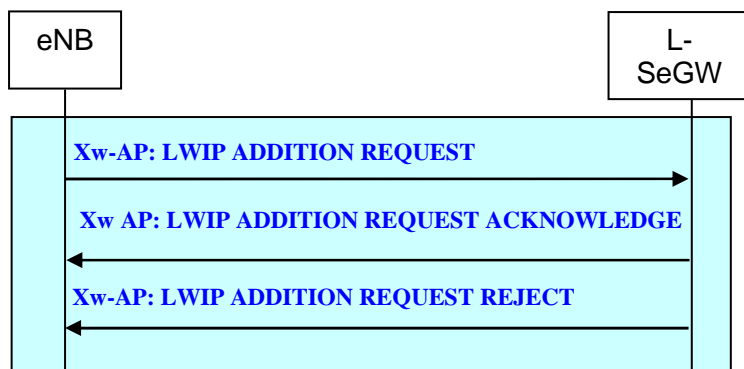 eNB
L-
SeGW
Xw-AP: LWIP ADDITION REQUEST
Xw AP: LWIP ADDITION REQUEST ACKNOWLEDGE
Xw-AP: LWIP ADDITION REQUEST REJECT